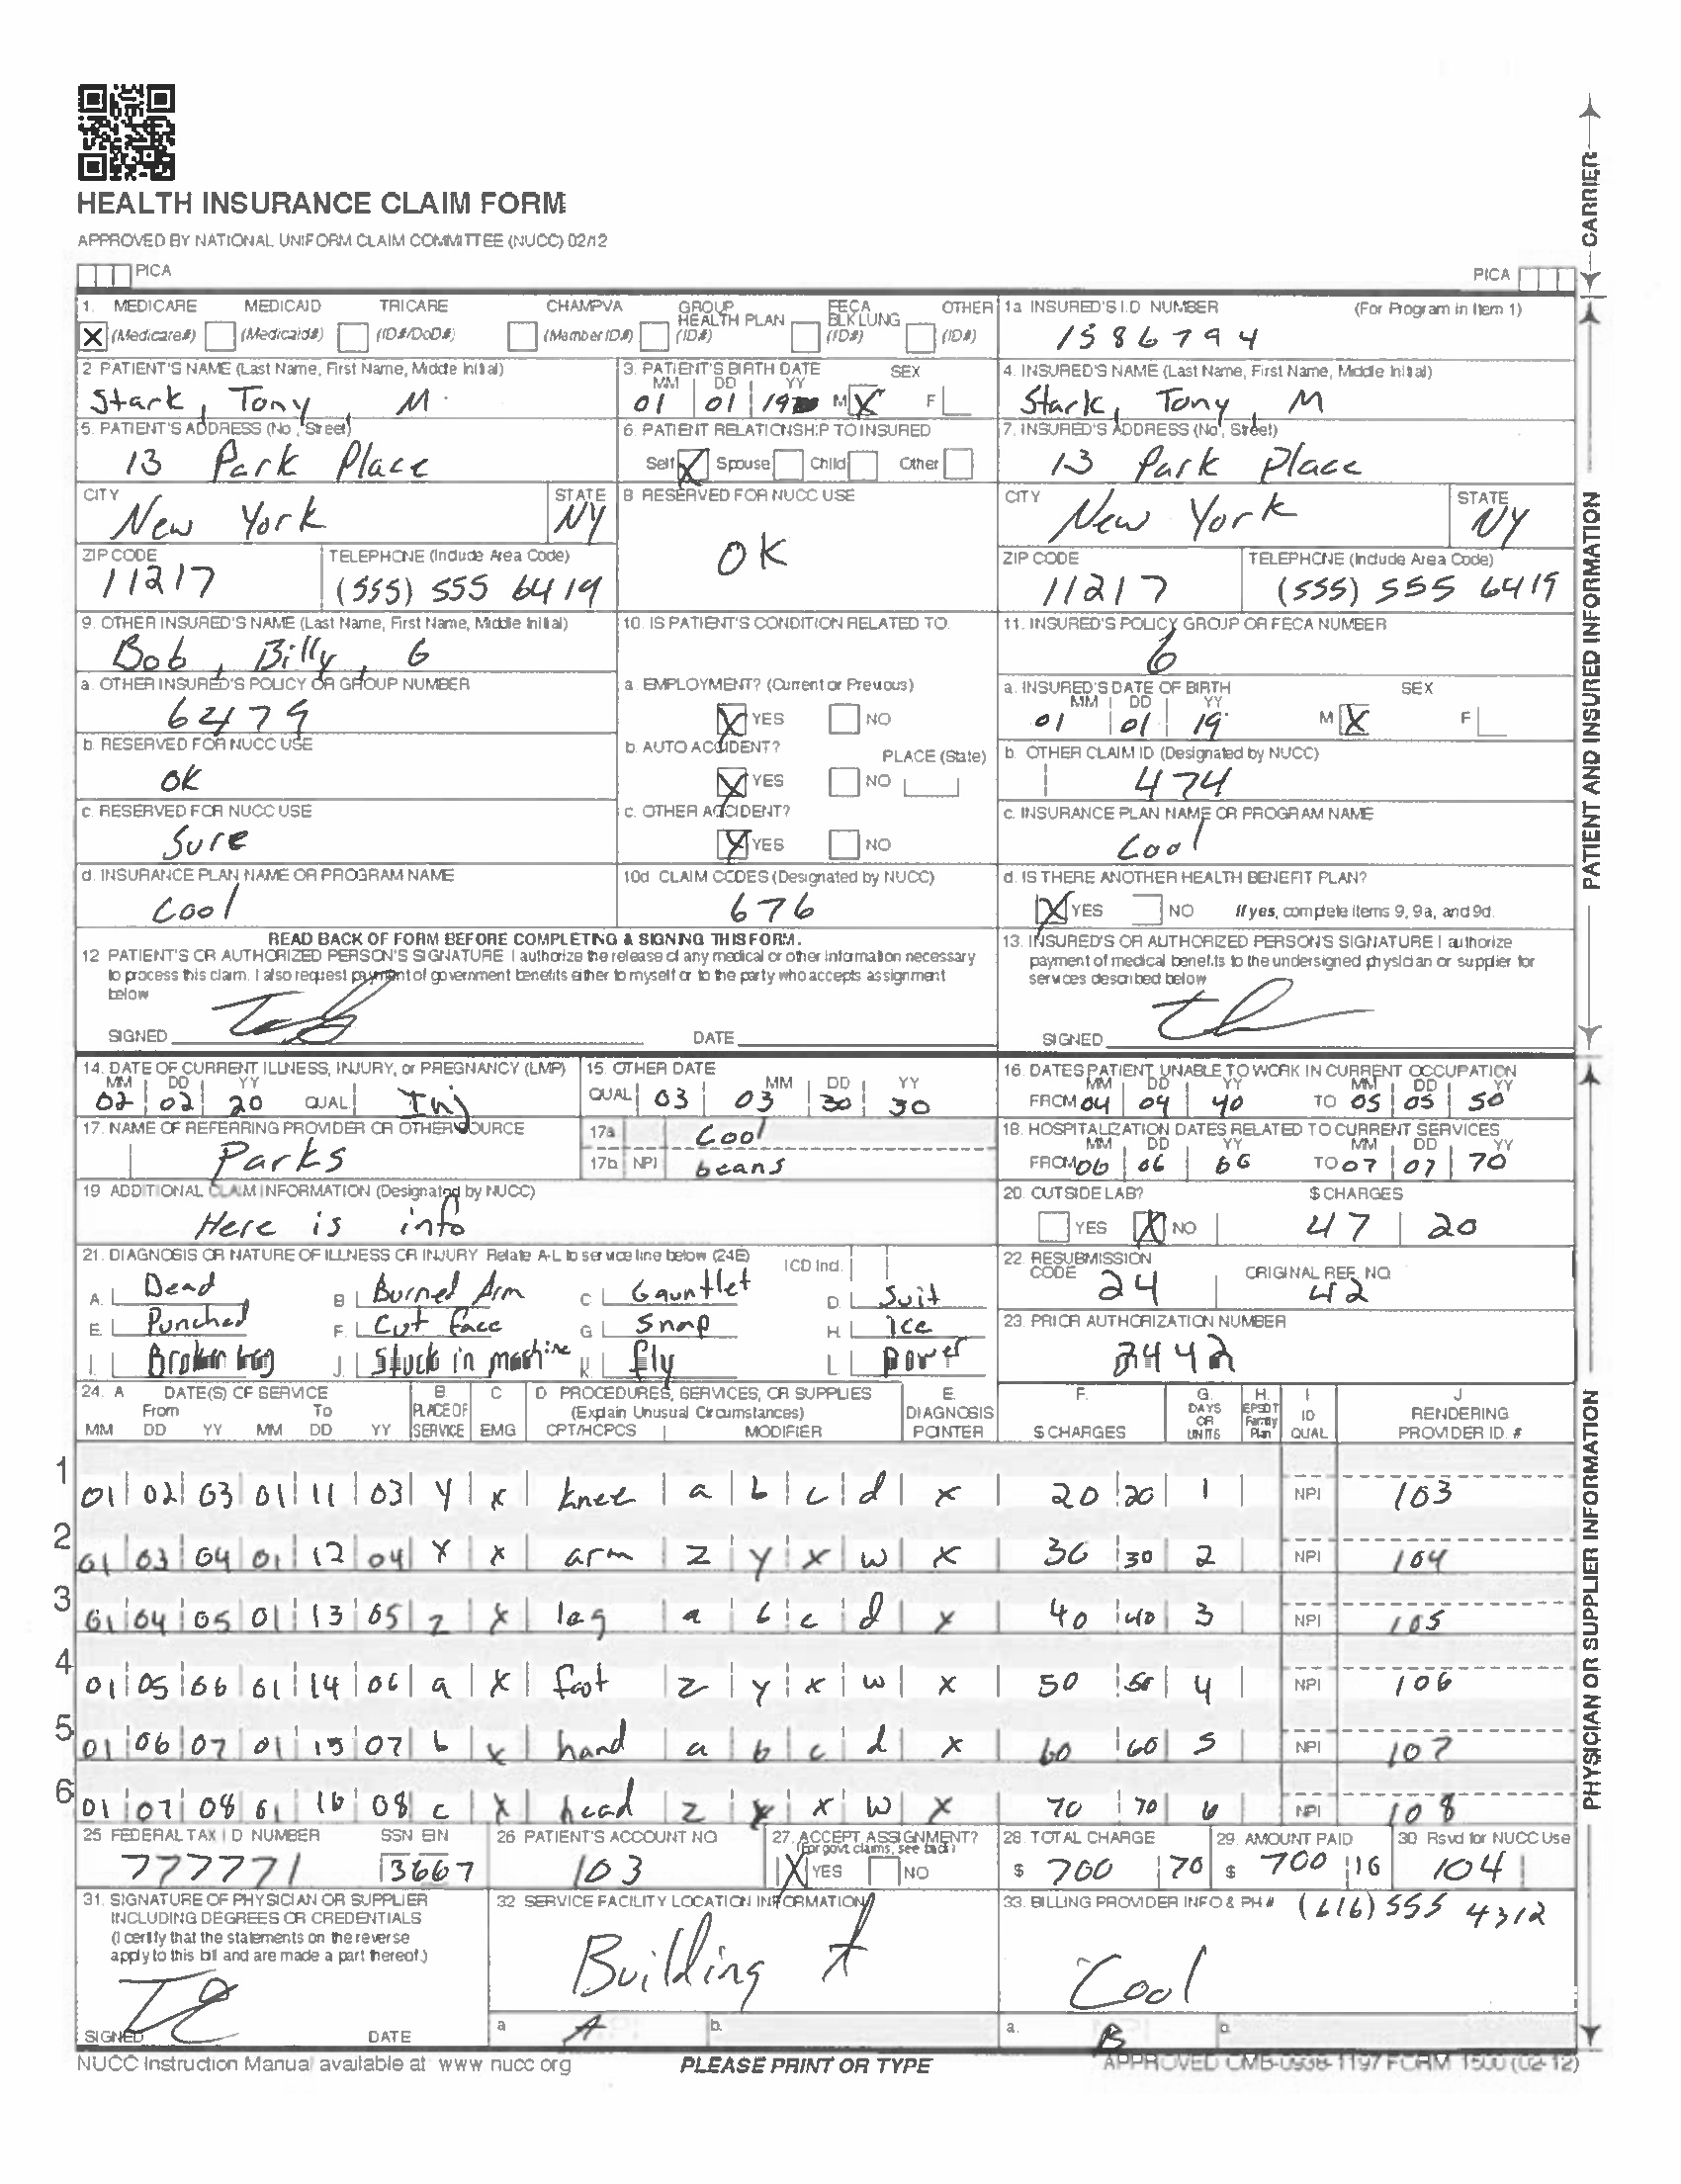 HEALTH INSURANCE CLAIM FORM
APPROVED BY NATIONAL UNIFORM CLAIM COMMITTEE (NUCC) 02/12
PICA PICA
CARRIER
1. MEDICARE MEDICAID TRICARE CHAMPVA GROUP HEALTH PLAN FECA BLK LUNG OTHER
X (Medicare#) (Medicaid#) (ID#/DoD#) (Member ID#) (ID#) (ID#) (ID#)
1a INSURED'S I.D NUMBER (For Program in Item 1)
1586794
2 PATIENT'S NAME (Last Name, First Name, Middle Initial)
Stark, Tony, M
3. PATIENT'S BIRTH DATE SEX
MM DD YY
01 01 19 M X F
4. INSURED'S NAME (Last Name, First Name, Middle Initial)
Stark, Tony, M
5. PATIENT'S ADDRESS (No, Street)
13 Park Place
6. PATIENT RELATIONSHIP TO INSURED
Self X Spouse Child Other
7. INSURED'S ADDRESS (No, Street)
13 Park Place
CITY STATE
New York NY
8 RESERVED FOR NUCC USE
OK
CITY STATE
New York NY
ZIP CODE TELEPHONE (Include Area Code)
11217 (555) 555 6419
ZIP CODE TELEPHONE (Include Area Code)
11217 (555) 555 6419
9. OTHER INSURED'S NAME (Last Name, First Name, Middle Initial)
Bob, Billy, G
10. IS PATIENT'S CONDITION RELATED TO
11. INSURED'S POLICY GROUP OR FECA NUMBER
6
a. OTHER INSURED'S POLICY OR GROUP NUMBER
6479
a. EMPLOYMENT? (Current or Previous)
X YES NO
a. INSURED'S DATE OF BIRTH SEX
MM DD YY
01 01 19 M X F
b. RESERVED FOR NUCC USE
OK
b. AUTO ACCIDENT? PLACE (State)
X YES NO
b. OTHER CLAIM ID (Designated by NUCC)
474
c. RESERVED FOR NUCC USE
Sure
c. OTHER ACCIDENT?
X YES NO
c. INSURANCE PLAN NAME OR PROGRAM NAME
Cool
d. INSURANCE PLAN NAME OR PROGRAM NAME
Cool
10d CLAIM CODES (Designated by NUCC)
676
d. IS THERE ANOTHER HEALTH BENEFIT PLAN?
X YES NO If yes, complete items 9, 9a, and 9d.
PATIENT AND INSURED INFORMATION
READ BACK OF FORM BEFORE COMPLETING & SIGNING THIS FORM.
12 PATIENT'S OR AUTHORIZED PERSON'S SIGNATURE I authorize the release of any medical or other information necessary
to process this claim. I also request payment of government benefits either to myself or to the party who accepts assignment
below
SIGNED DATE
13. INSURED'S OR AUTHORIZED PERSON'S SIGNATURE I authorize
payment of medical benefits to the undersigned physician or supplier for
services described below
SIGNED
14. DATE OF CURRENT ILLNESS, INJURY, or PREGNANCY (LMP)
MM DD YY
02 02 20 QUAL Inj
15. OTHER DATE
MM DD YY
QUAL 03 03 30 30
16. DATES PATIENT UNABLE TO WORK IN CURRENT OCCUPATION
MM DD YY MM DD YY
FROM 04 04 40 TO 05 05 50
17. NAME OF REFERRING PROVIDER OR OTHER SOURCE
Parks
17a Cool
17b NPI beans
18. HOSPITALIZATION DATES RELATED TO CURRENT SERVICES
MM DD YY MM DD YY
FROM 06 06 66 TO 07 07 70
19 ADDITIONAL CLAIM INFORMATION (Designated by NUCC)
Here is info
20. OUTSIDE LAB? $ CHARGES
YES X NO 47 20
21. DIAGNOSIS OR NATURE OF ILLNESS OR INJURY Relate A-L to service line below (24E) ICD Ind.
A. Dead B Burned Arm C Gauntlet D. Suit
E. Punched F. Cut face G Snap H. Ice
I. Broken leg J. Stuck in machine K. fly L power
22. RESUBMISSION CODE ORIGINAL REF. NO
24 42
23. PRIOR AUTHORIZATION NUMBER
2442
24. A DATE(S) OF SERVICE B. C D PROCEDURES, SERVICES, OR SUPPLIES E. F. G. H. I J
From To PLACE OF SERVICE EMG (Explain Unusual Circumstances) DIAGNOSIS POINTER $ CHARGES DAYS OR UNITS EPSDT Family Plan ID QUAL RENDERING PROVIDER ID. #
MM DD YY MM DD YY CPT/HCPCS MODIFIER
1 01 02 03 01 11 03 Y x knee a b c d x 20 20 1 NPI 103
2 01 03 04 01 12 04 X x arm z y x w x 30 30 2 NPI 104
3 01 04 05 01 13 05 z x leg a b c d x 40 40 3 NPI 105
4 01 05 06 01 14 06 a x foot z y x w x 50 50 4 NPI 106
5 01 06 07 01 15 07 b x hand a b c d x 60 60 5 NPI 107
6 01 07 08 01 16 08 c x head z y x w x 70 70 6 NPI 108
25 FEDERAL TAX I D NUMBER SSN EIN
777771 3667
26 PATIENT'S ACCOUNT NO
103
27. ACCEPT ASSIGNMENT?
(For govt. claims, see back)
X YES NO
28. TOTAL CHARGE
$ 700 70
29. AMOUNT PAID
$ 700 16
30 Rsvd for NUCC Use
104
31. SIGNATURE OF PHYSICIAN OR SUPPLIER
INCLUDING DEGREES OR CREDENTIALS
(I certify that the statements on the reverse
apply to this bill and are made a part thereof.)
SIGNED DATE
32 SERVICE FACILITY LOCATION INFORMATION
Building A
a A b.
33. BILLING PROVIDER INFO & PH # (616) 555 4312
Cool
a. B
PHYSICIAN OR SUPPLIER INFORMATION
NUCC Instruction Manual available at www nucc org PLEASE PRINT OR TYPE APPROVED OMB-0938-1197 FORM 1500 (02-12)